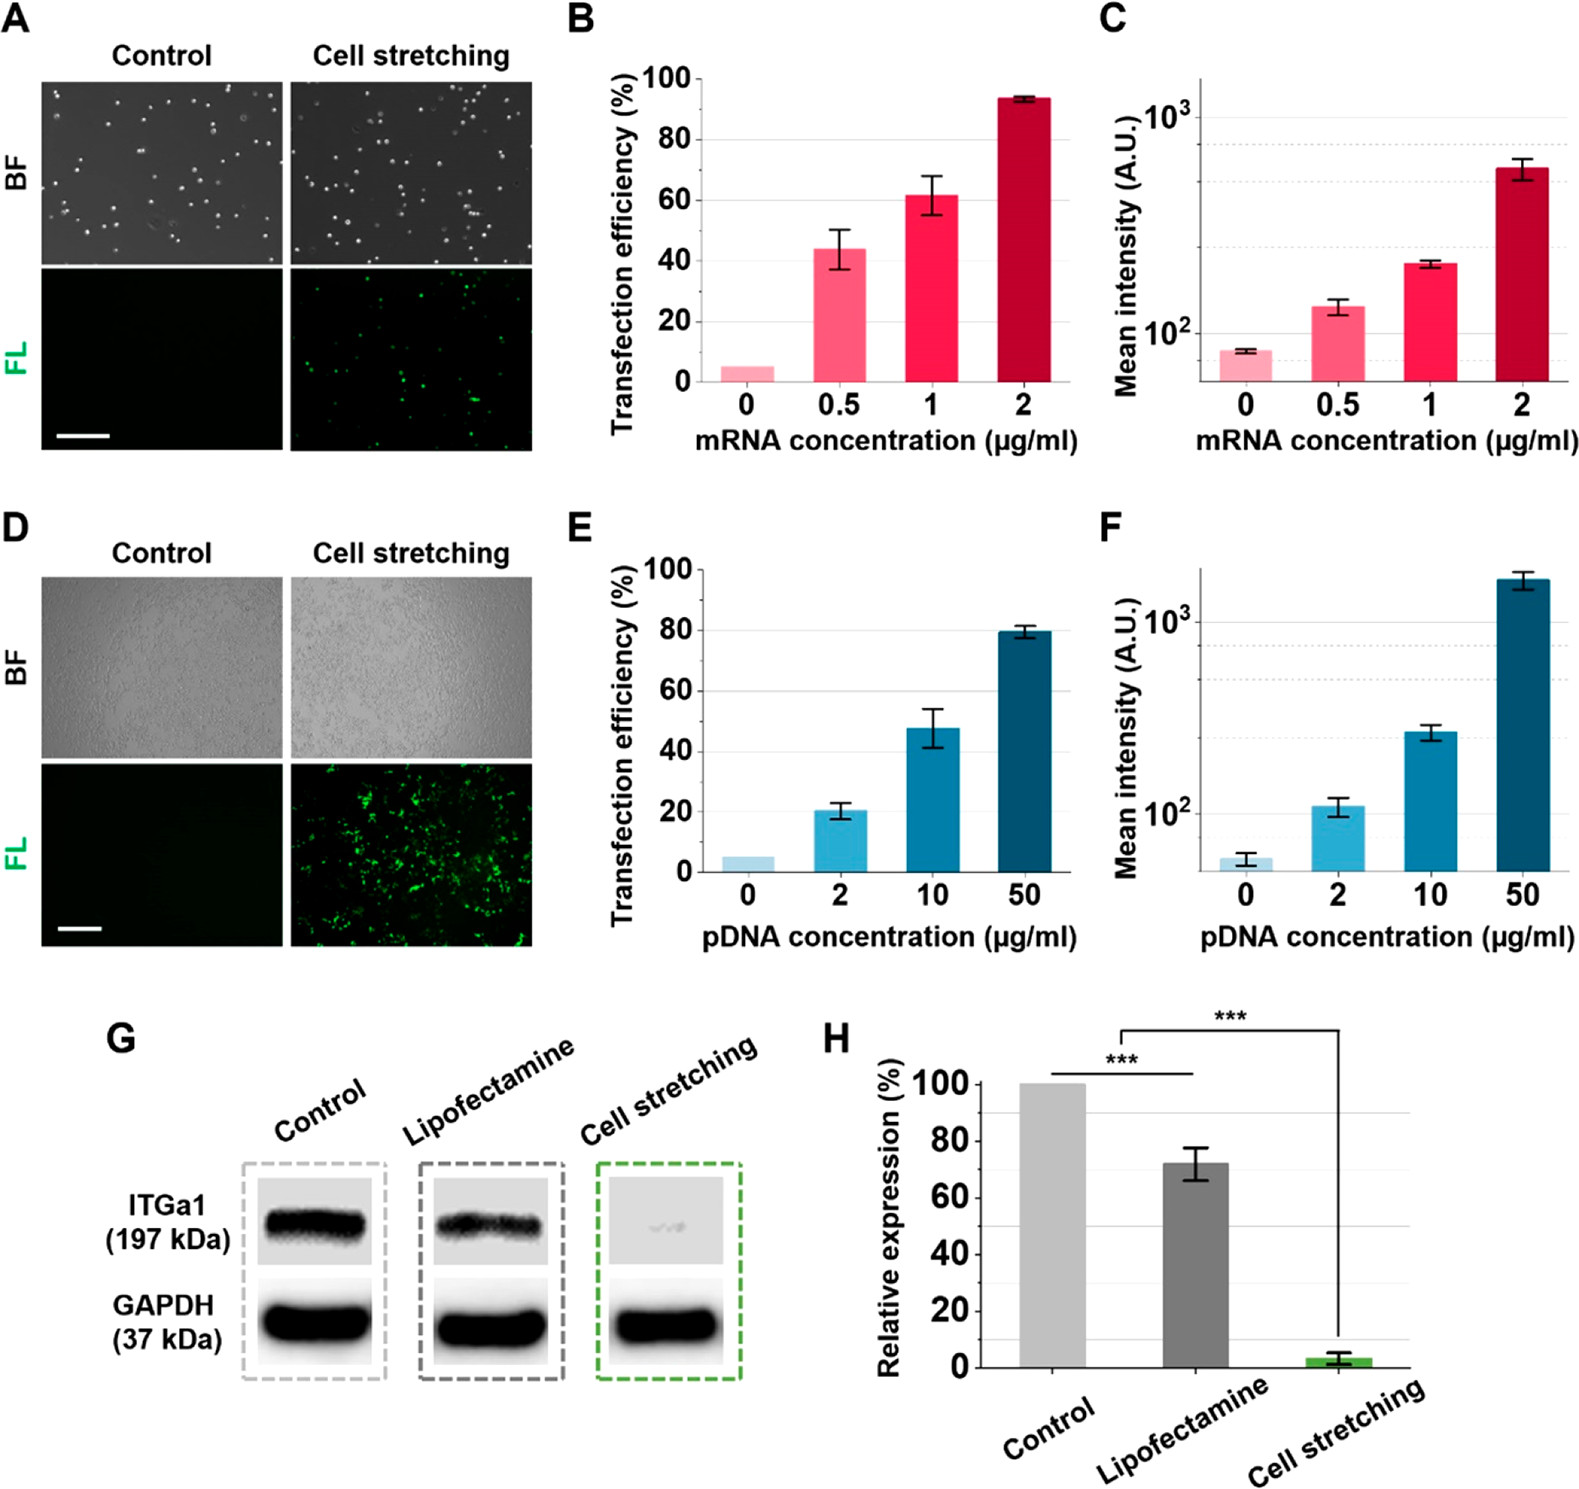 A
Control
Cell stretching
BF
FL
B
Transfection efficiency (%)
100
80
60
40
20
0
0 0.5 1 2
mRNA concentration (µg/ml)
C
Mean intensity (A.U.)
10³
10²
0 0.5 1 2
mRNA concentration (µg/ml)
D
Control
Cell stretching
BF
FL
E
Transfection efficiency (%)
100
80
60
40
20
0
0 2 10 50
pDNA concentration (µg/ml)
F
Mean intensity (A.U.)
10³
10²
0 2 10 50
pDNA concentration (µg/ml)
G
Control
Lipofectamine
Cell stretching
ITGa1
(197 kDa)
GAPDH
(37 kDa)
H
Relative expression (%)
100
80
60
40
20
0
***
***
Control
Lipofectamine
Cell stretching